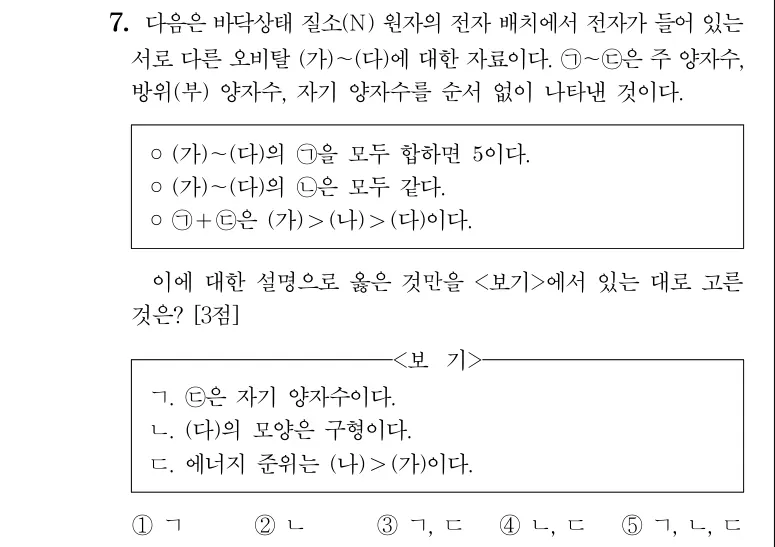 7. 다음은 바닥상태 질소(N) 원자의 전자 배치에서 전자가 들어 있는
서로 다른 오비탈 (가)~(다)에 대한 자료이다. ㉠~㉢은 주 양자수,
방위(부) 양자수, 자기 양자수를 순서 없이 나타낸 것이다.
○ (가)~(다)의 ㉠을 모두 합하면 5이다.
○ (가)~(다)의 ㉡은 모두 같다.
○ ㉠+㉢은 (가)>(나)>(다)이다.
이에 대한 설명으로 옳은 것만을 <보기>에서 있는 대로 고른
것은? [3점]
<보 기>
ㄱ. ㉢은 자기 양자수이다.
ㄴ. (다)의 모양은 구형이다.
ㄷ. 에너지 준위는 (나)>(가)이다.
① ㄱ ② ㄴ ③ ㄱ, ㄷ ④ ㄴ, ㄷ ⑤ ㄱ, ㄴ, ㄷ